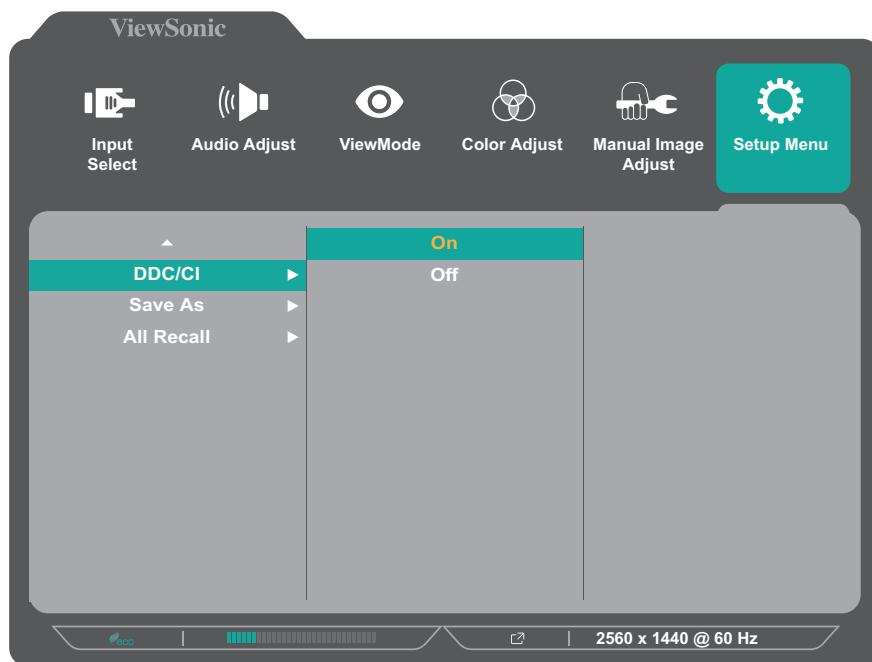 ViewSonic
Input Select
Audio Adjust
ViewMode
Color Adjust
Manual Image Adjust
Setup Menu
DDC/CI
On
Off
Save As
All Recall
eco
2560 x 1440 @ 60 Hz